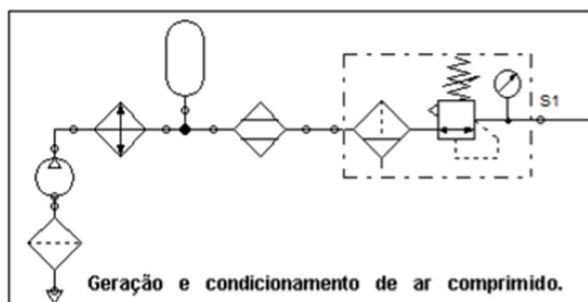 S1
Geração e condicionamento de ar comprimido.